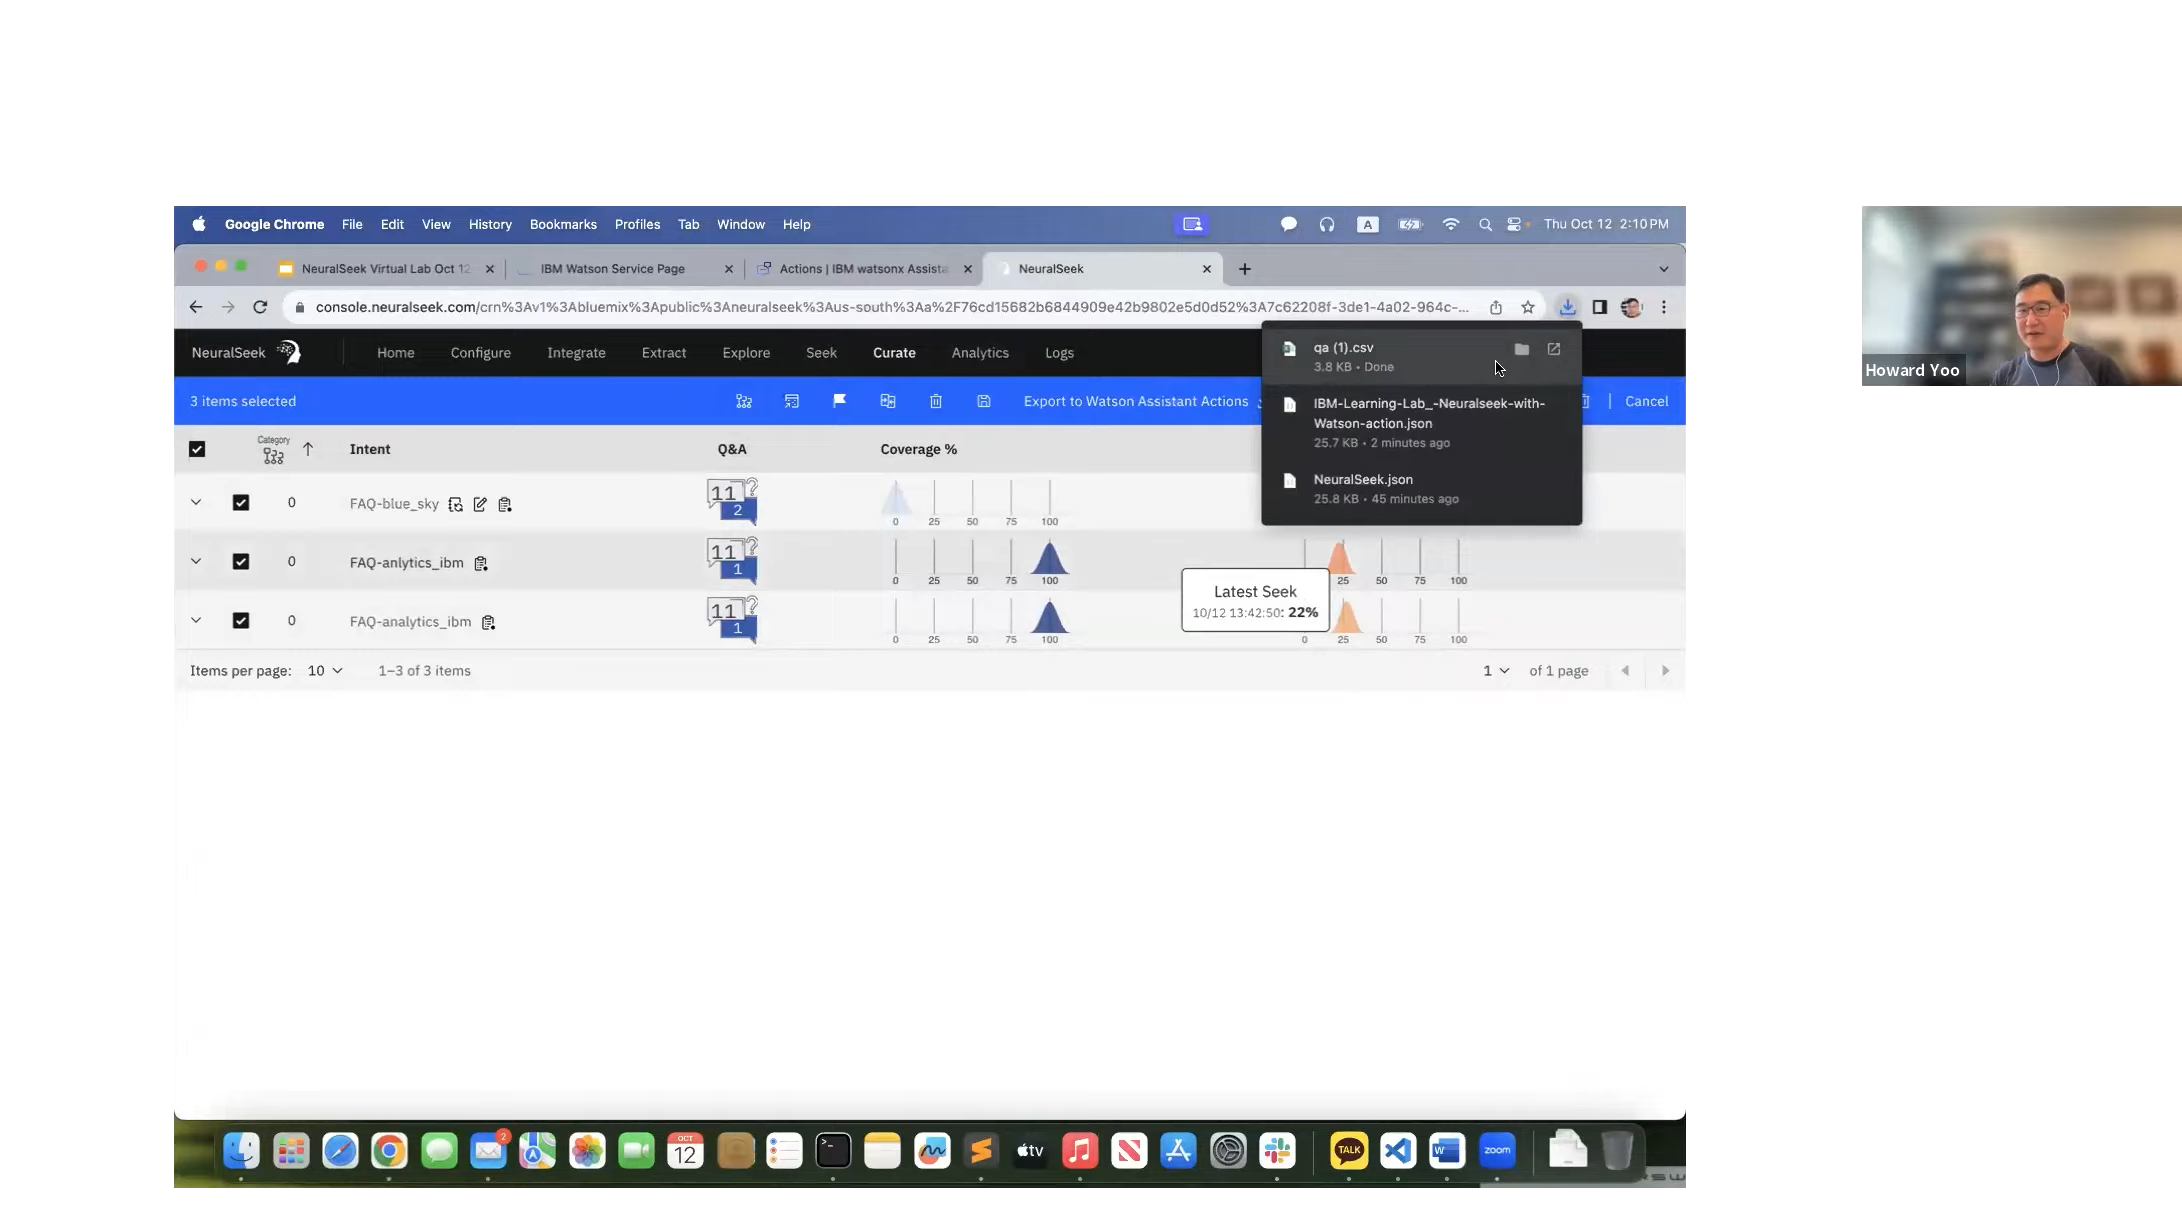 Google Chrome File Edit View History Bookmarks Profiles Tab Window Help A Thu Oct 12 2:10 PM
NeuralSeek Virtual Lab Oct 12 IBM Watson Service Page Actions | IBM watsonx Assista NeuralSeek
console.neuralseek.com/crn%3Av1%3Abluemix%3Apublic%3Aneuralseek%3Aus-south%3Aa%2F76cd15682b6844909e42b9802e5d0d52%3A7c62208f-3de1-4a02-964c-...
NeuralSeek Home Configure Integrate Extract Explore Seek Curate Analytics Logs
qa (1).csv
3.8 KB • Done
IBM-Learning-Lab_-Neuralseek-with-
Watson-action.json
25.7 KB • 2 minutes ago
NeuralSeek.json
25.8 KB • 45 minutes ago
3 items selected Export to Watson Assistant Actions Cancel
Category
Intent Q&A Coverage %
0 FAQ-blue_sky 11 ? 2
0 25 50 75 100
0 FAQ-anlytics_ibm 11 ? 1
0 25 50 75 100 25 50 75 100
Latest Seek
10/12 13:42:50: 22%
0 FAQ-analytics_ibm 11 ? 1
0 25 50 75 100 0 25 50 75 100
Items per page: 10 1–3 of 3 items 1 of 1 page
Howard Yoo
2
OCT
12
tv
TALK
W
zoom